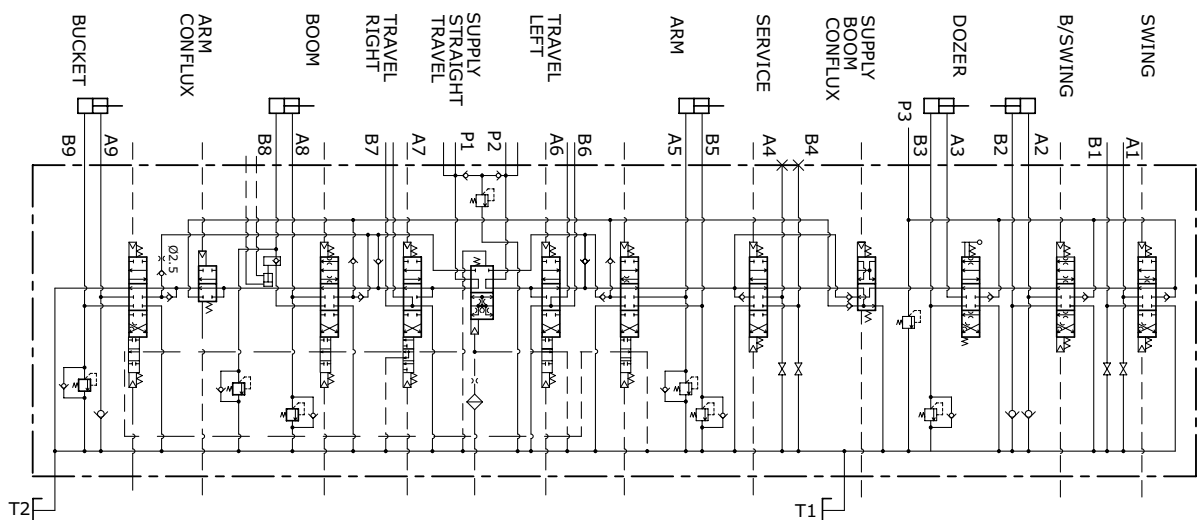 BUCKET
ARM
CONFLUX
BOOM
TRAVEL
RIGHT
SUPPLY
STRAIGHT
TRAVEL
TRAVEL
LEFT
ARM
SERVICE
SUPPLY
BOOM
CONFLUX
DOZER
B/SWING
SWING
B9
A9
B8
A8
B7
A7
P1
P2
A6
B6
A5
B5
A4
B4
P3
B3
A3
B2
A2
B1
A1
Ø2.5
T2
T1